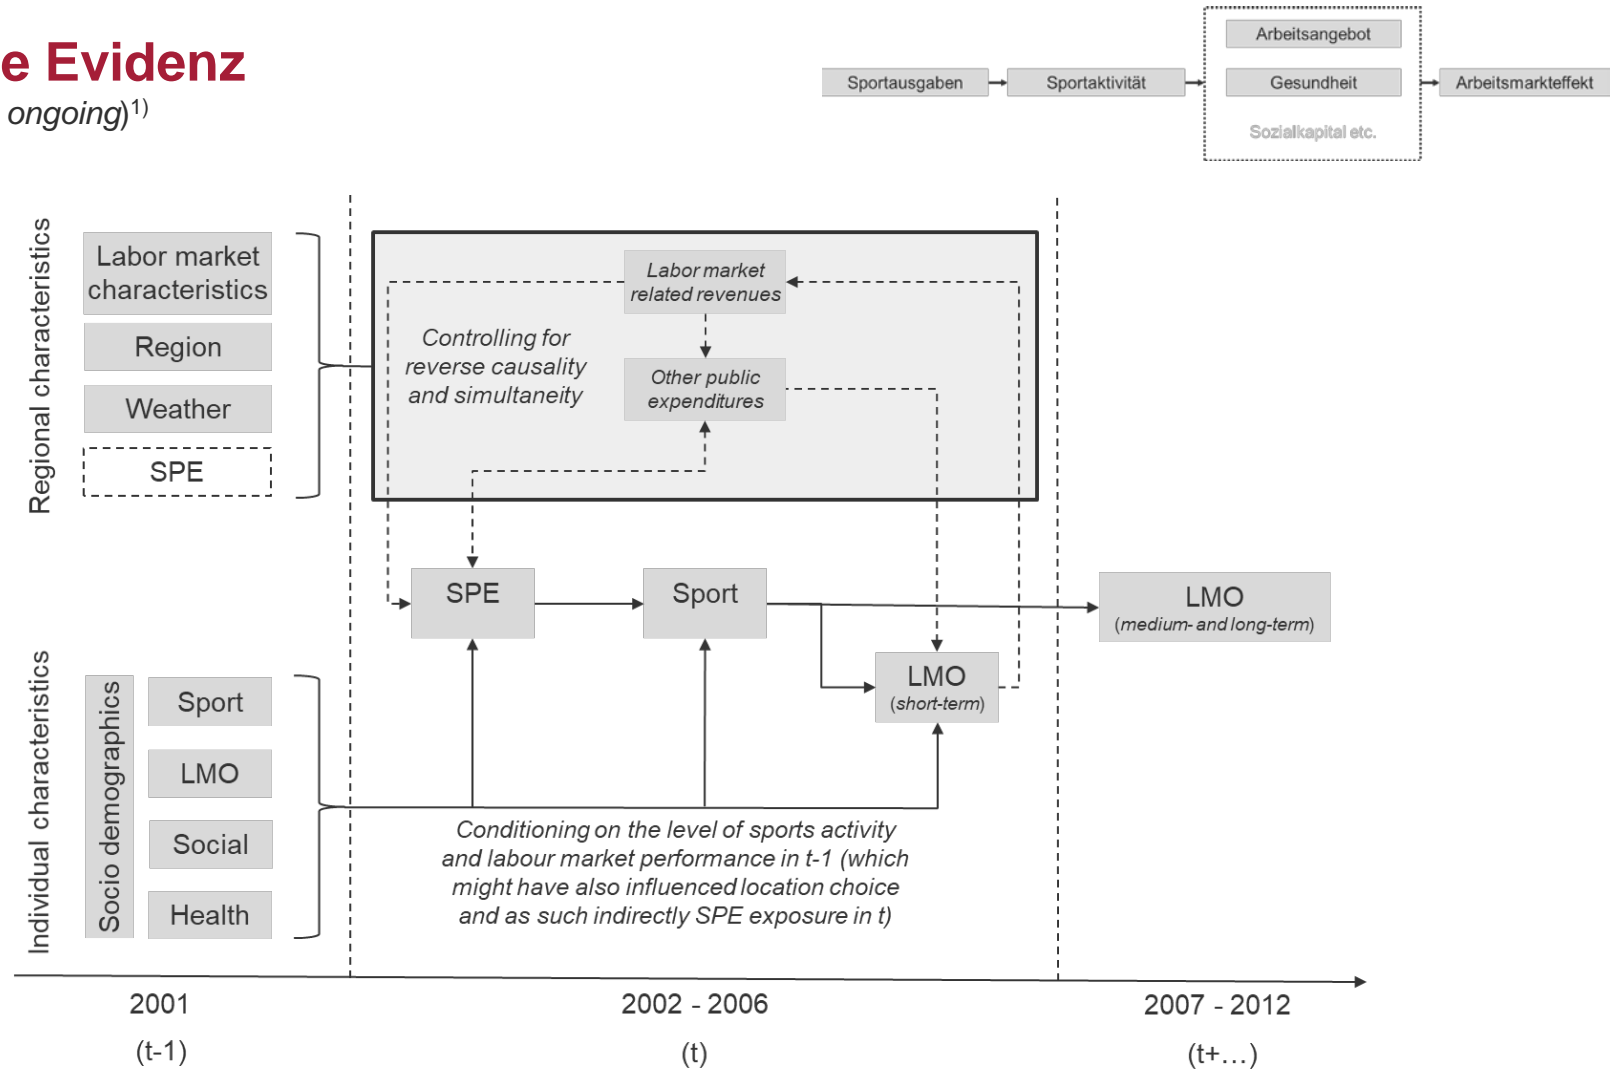 e Evidenz
ongoing)1)
Arbeitsangebot
Sportausgaben
Sportaktivität
Gesundheit
Arbeitsmarkteffekt
Sozialkapital etc.
Regional characteristics
Labor market
characteristics
Region
Weather
SPE
Labor market
related revenues
Controlling for
reverse causality
and simultaneity
Other public
expenditures
SPE
Sport
LMO
(medium- and long-term)
LMO
(short-term)
Individual characteristics
Socio demographics
Sport
LMO
Social
Health
Conditioning on the level of sports activity
and labour market performance in t-1 (which
might have also influenced location choice
and as such indirectly SPE exposure in t)
2001
2002 - 2006
2007 - 2012
(t-1)
(t)
(t+…)